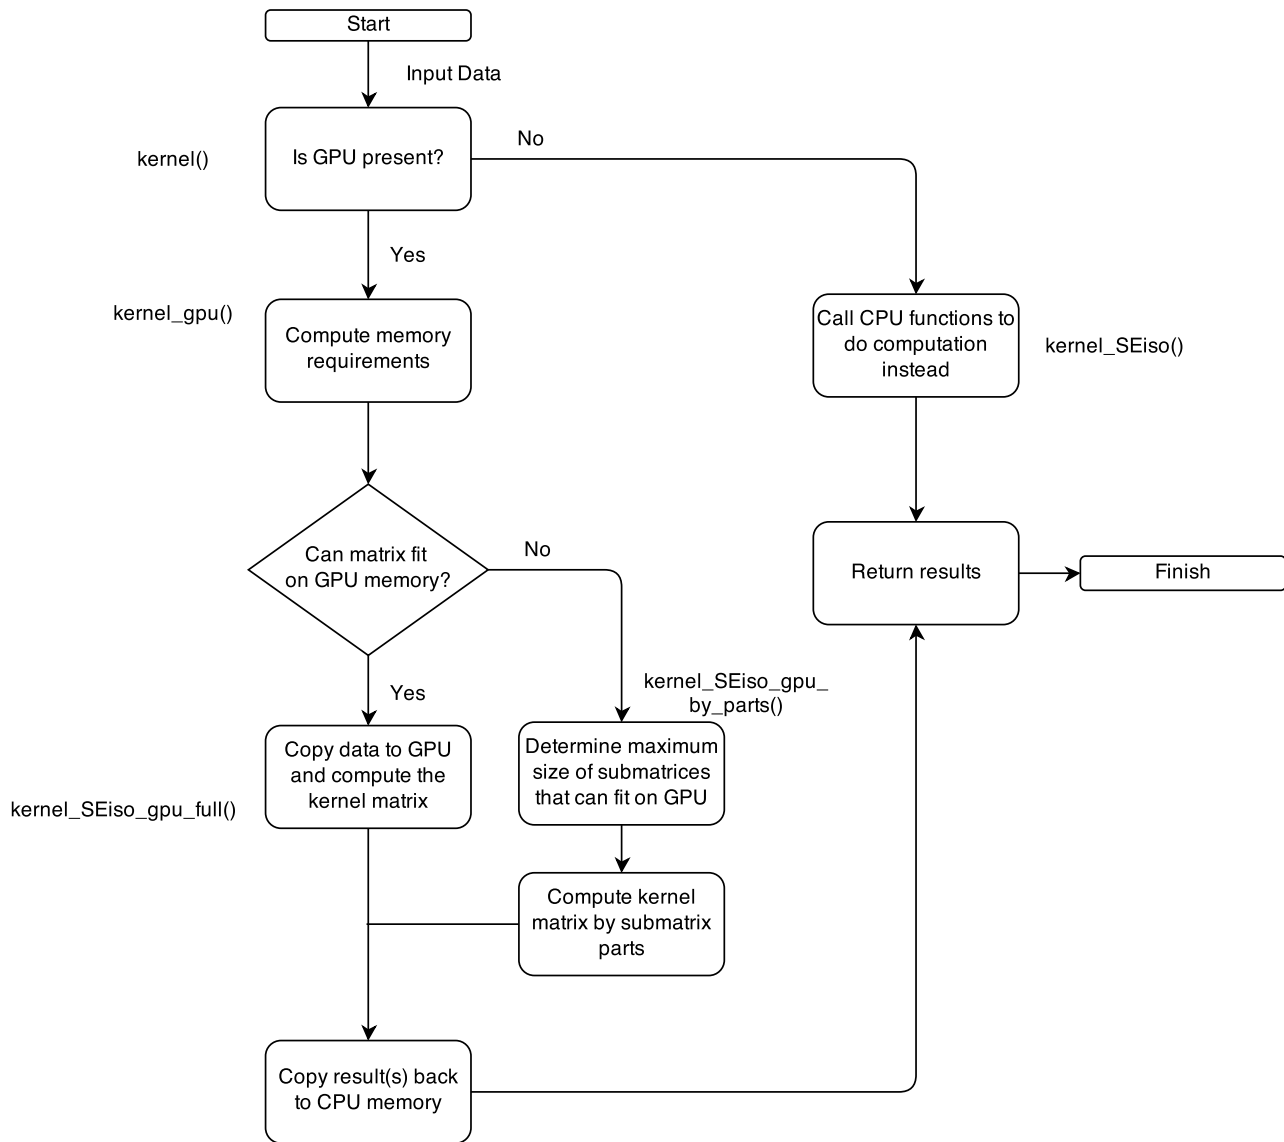 Start
Input Data
No
kernel()
Is GPU present?
Yes
kernel_gpu()
Compute memory
requirements
Call CPU functions to
do computation
instead
kernel_SEiso()
Can matrix fit
on GPU memory?
No
Return results
Finish
Yes
kernel_SEiso_gpu_
by_parts()
Copy data to GPU
and compute the
kernel matrix
kernel_SEiso_gpu_full()
Determine maximum
size of submatrices
that can fit on GPU
Compute kernel
matrix by submatrix
parts
Copy result(s) back
to CPU memory